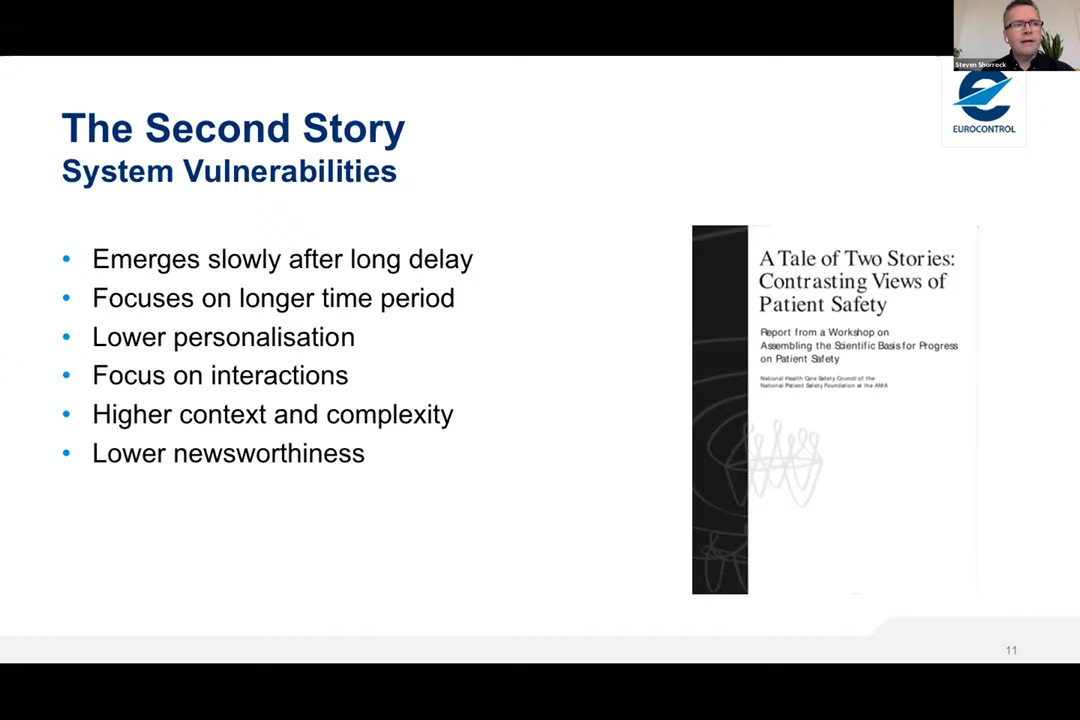 Steven Shorrock
EUROCONTROL
The Second Story
System Vulnerabilities
• Emerges slowly after long delay
• Focuses on longer time period
• Lower personalisation
• Focus on interactions
• Higher context and complexity
• Lower newsworthiness
A Tale of Two Stories:
Contrasting Views of
Patient Safety
Report from a Workshop on
Assembling the Scientific Basis for Progress
on Patient Safety
National Health Care Safety Council of the
National Patient Safety Foundation at the AMA
11